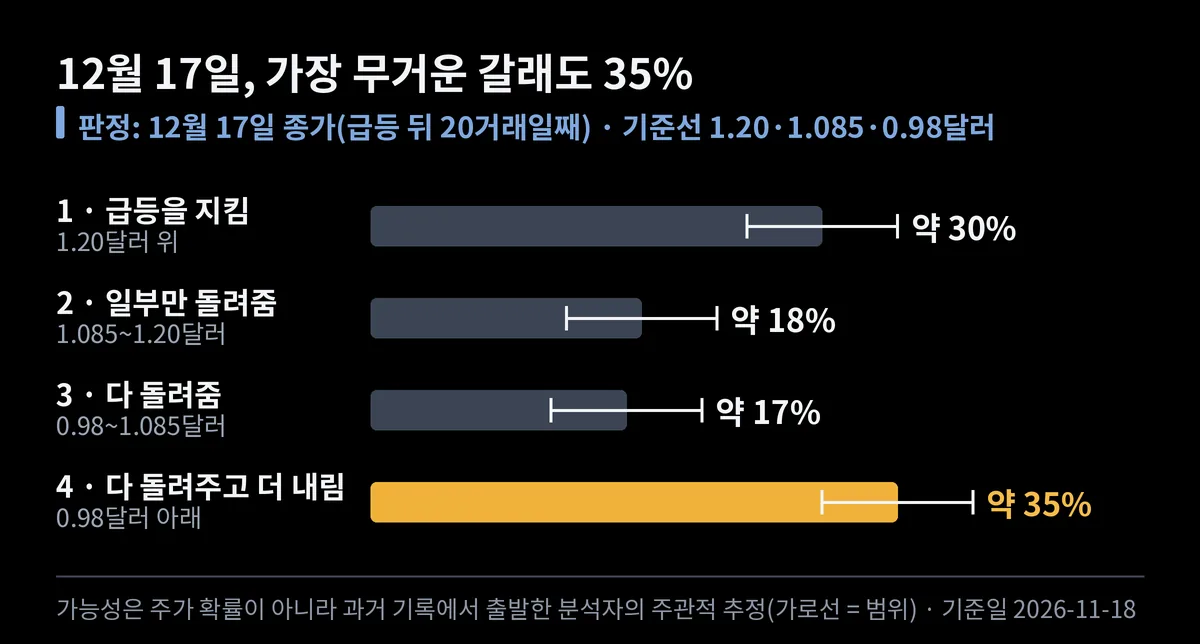 12월 17일, 가장 무거운 갈래도 35%
판정: 12월 17일 종가(급등 뒤 20거래일째) · 기준선 1.20·1.085·0.98달러
1 · 급등을 지킴
1.20달러 위
약 30%
2 · 일부만 돌려줌
1.085~1.20달러
약 18%
3 · 다 돌려줌
0.98~1.085달러
약 17%
4 · 다 돌려주고 더 내림
0.98달러 아래
약 35%
가능성은 주가 확률이 아니라 과거 기록에서 출발한 분석자의 주관적 추정(가로선 = 범위) · 기준일 2026-11-18